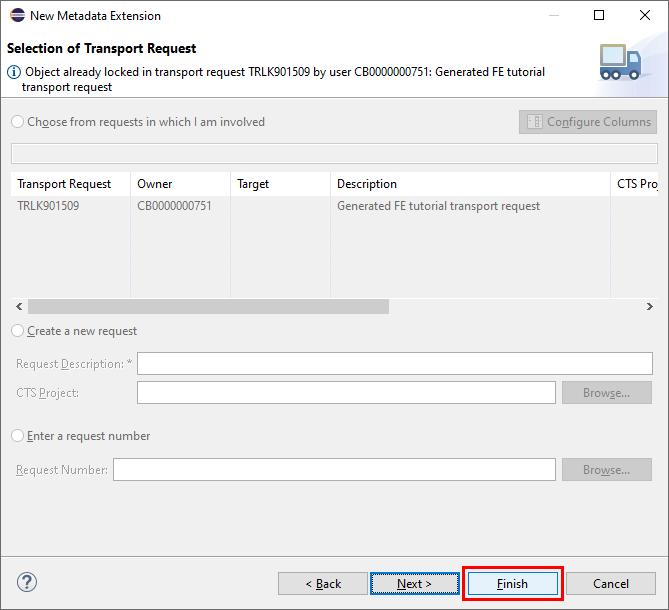 New Metadata Extension
Selection of Transport Request
Object already locked in transport request TRLK901509 by user CB0000000751: Generated FE tutorial
transport request
Choose from requests in which I am involved
Configure Columns
Transport Request Owner Target Description CTS Proj
TRLK901509 CB0000000751 Generated FE tutorial transport request
Create a new request
Request Description: *
CTS Project:
Browse...
Enter a request number
Request Number:
Browse...
? < Back Next > Finish Cancel